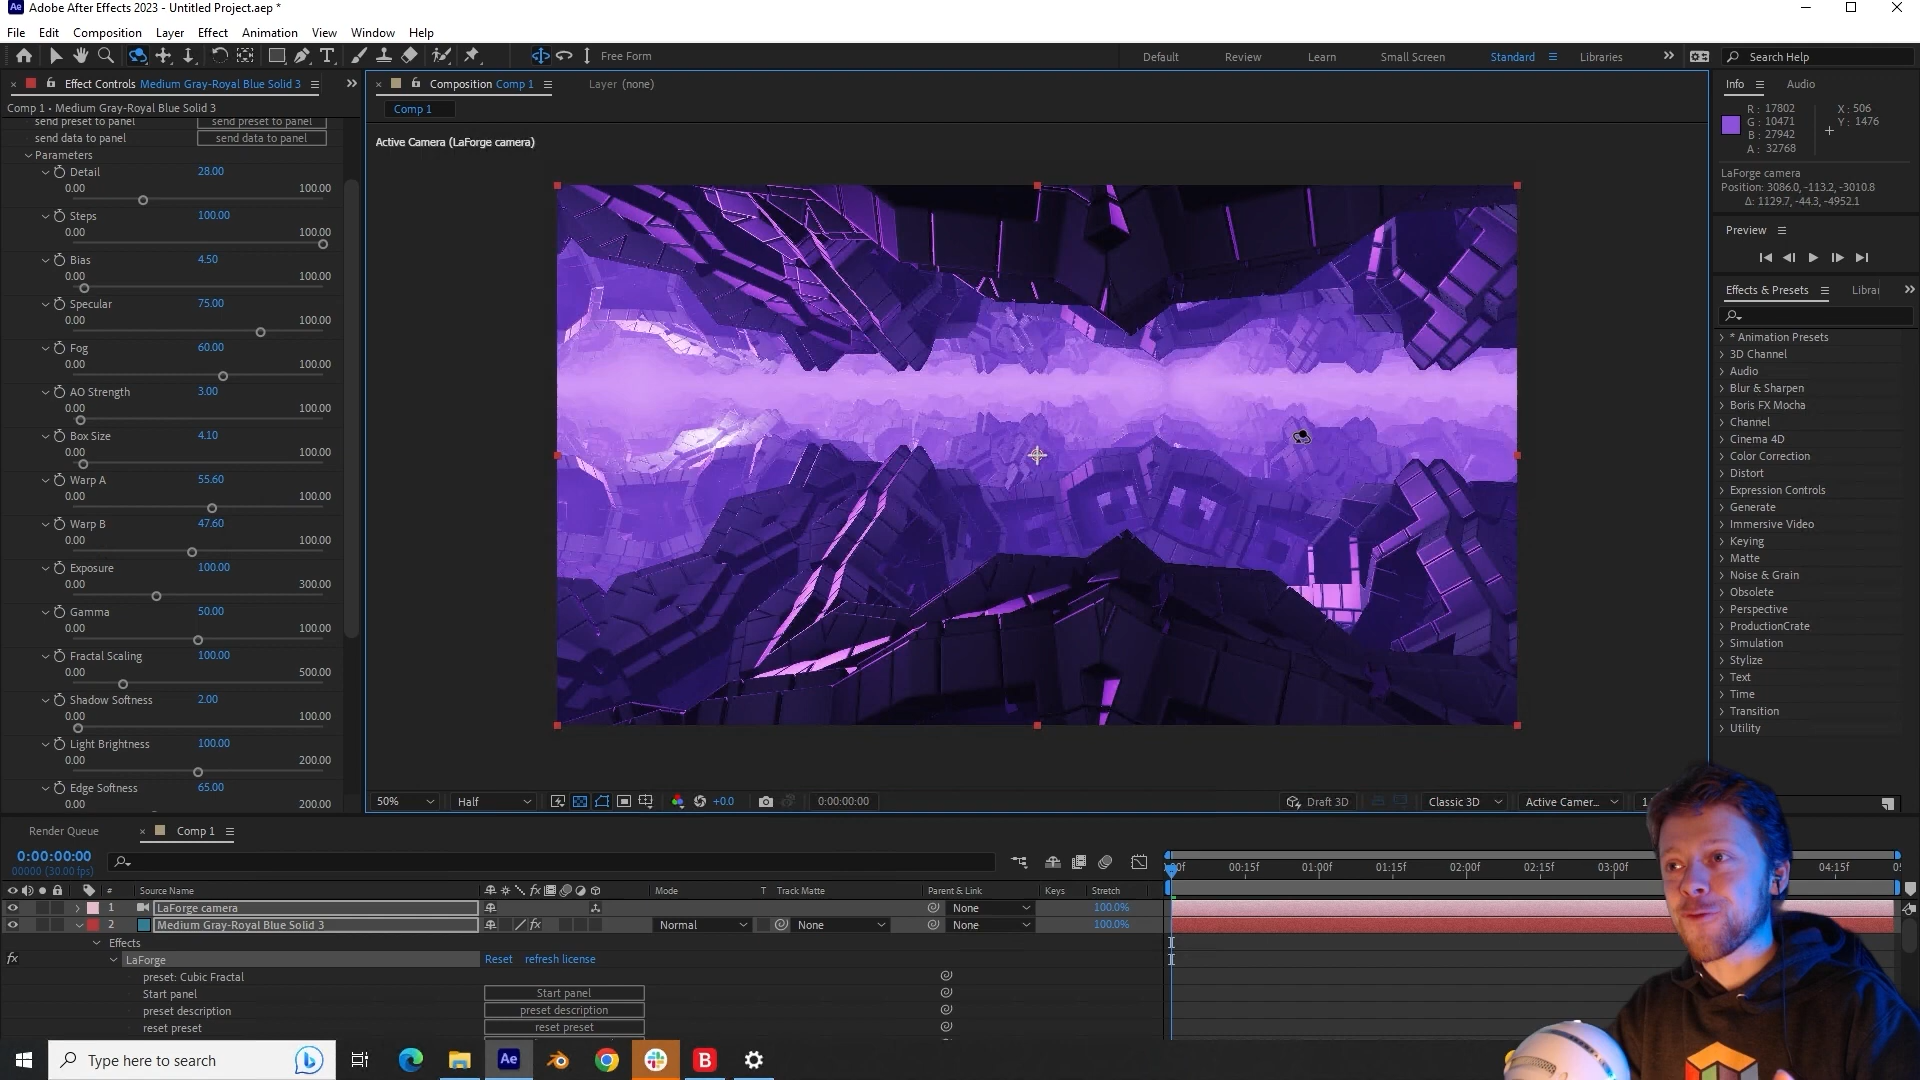 Adobe After Effects 2023 - Untitled Project.aep *
File Edit Composition Layer Effect Animation View Window Help
Free Form
Default Review Learn Small Screen Standard Libraries
Search Help
Effect Controls Medium Gray-Royal Blue Solid 3
Comp 1 • Medium Gray-Royal Blue Solid 3
send preset to panel send preset to panel
send data to panel send data to panel
Parameters
Detail 28.00
0.00 100.00
Steps 100.00
0.00 100.00
Bias 4.50
0.00 100.00
Specular 75.00
0.00 100.00
Fog 60.00
0.00 100.00
AO Strength 3.00
0.00 100.00
Box Size 4.10
0.00 100.00
Warp A 55.60
0.00 100.00
Warp B 47.60
0.00 100.00
Exposure 100.00
0.00 300.00
Gamma 50.00
0.00 100.00
Fractal Scaling 100.00
0.00 500.00
Shadow Softness 2.00
0.00 100.00
Light Brightness 100.00
0.00 200.00
Edge Softness 65.00
0.00 200.00
Composition Comp 1 Layer (none)
Comp 1
Active Camera (LaForge camera)
50% Half +0.0 0:00:00:00 Draft 3D Classic 3D Active Camer...
Info Audio
R: 17802 X: 506
G: 10471 Y: 1476
B: 27942
A: 32768
LaForge camera
Position: 3086.0, -113.2, -3010.8
Δ: 1129.7, -44.3, -4952.1
Preview
Effects & Presets Librar
* Animation Presets
3D Channel
Audio
Blur & Sharpen
Boris FX Mocha
Channel
Cinema 4D
Color Correction
Distort
Expression Controls
Generate
Immersive Video
Keying
Matte
Noise & Grain
Obsolete
Perspective
ProductionCrate
Simulation
Stylize
Text
Time
Transition
Utility
Render Queue Comp 1
0:00:00:00
00000 (30.00 fps)
:00f 00:15f 01:00f 01:15f 02:00f 02:15f 03:00f 04:15f
# Source Name Mode T Track Matte Parent & Link Keys Stretch
1 LaForge camera None 100.0%
2 Medium Gray-Royal Blue Solid 3 Normal None None 100.0%
Effects
fx LaForge Reset refresh license
preset: Cubic Fractal
Start panel Start panel
preset description preset description
reset preset reset preset
Type here to search
Ae
B